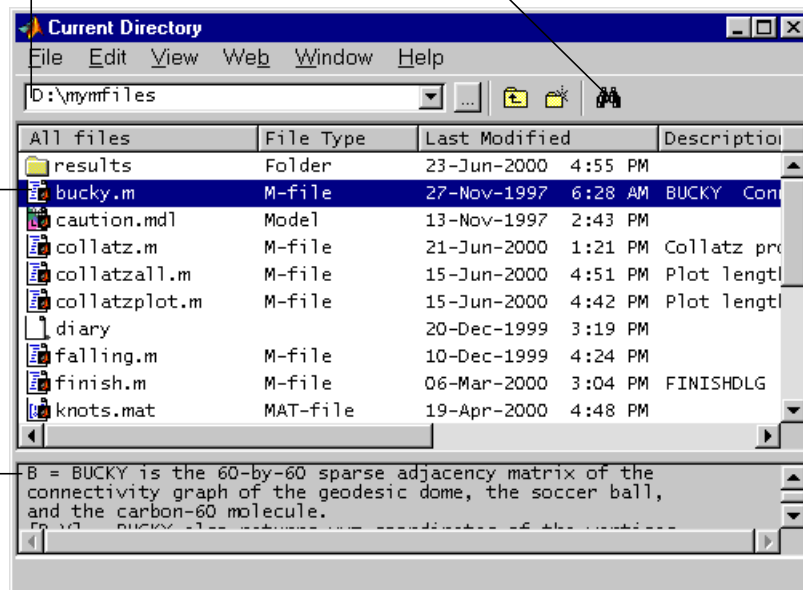 Current Directory
File Edit View Web Window Help
D:\mymfiles ...
All files File Type Last Modified
results Folder 23-Jun-2000 4:55 PM
bucky.m M-file 27-Nov-1997 6:28 AM BUCKY
caution.mdl Model 13-Nov-1997 2:43 PM
collatz.m M-file 21-Jun-2000 1:21 PM Collatz
collatzall.m M-file 15-Jun-2000 4:51 PM Plot
collatzplot.m M-file 15-Jun-2000 4:42 PM Plot
diary 20-Dec-1999 3:19 PM
falling.m M-file 10-Dec-1999 4:24 PM
finish.m M-file 06-Mar-2000 3:04 PM FINISHDLG
knots.mat MAT-file 19-Apr-2000 4:48 PM
B = BUCKY is the 60-by-60 sparse adjacency matrix of the
connectivity graph of the geodesic dome, the soccer ball,
and the carbon-60 molecule.